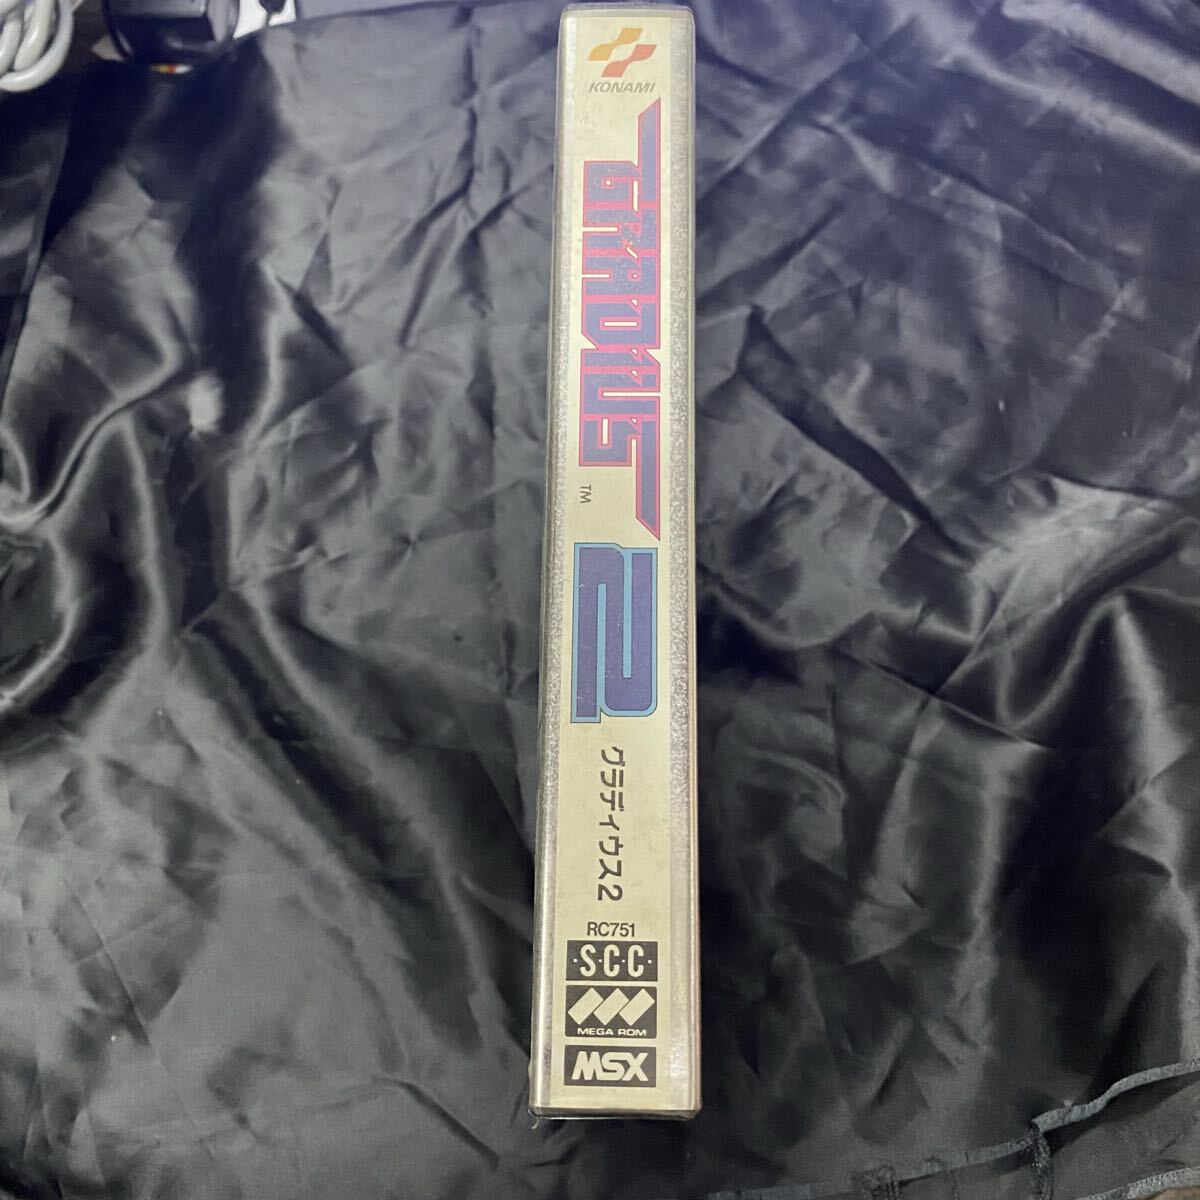 KONAMI
GRADIUS
TM
2
グラディウス2
RC751
·S·C·C·
MEGA ROM
MSX